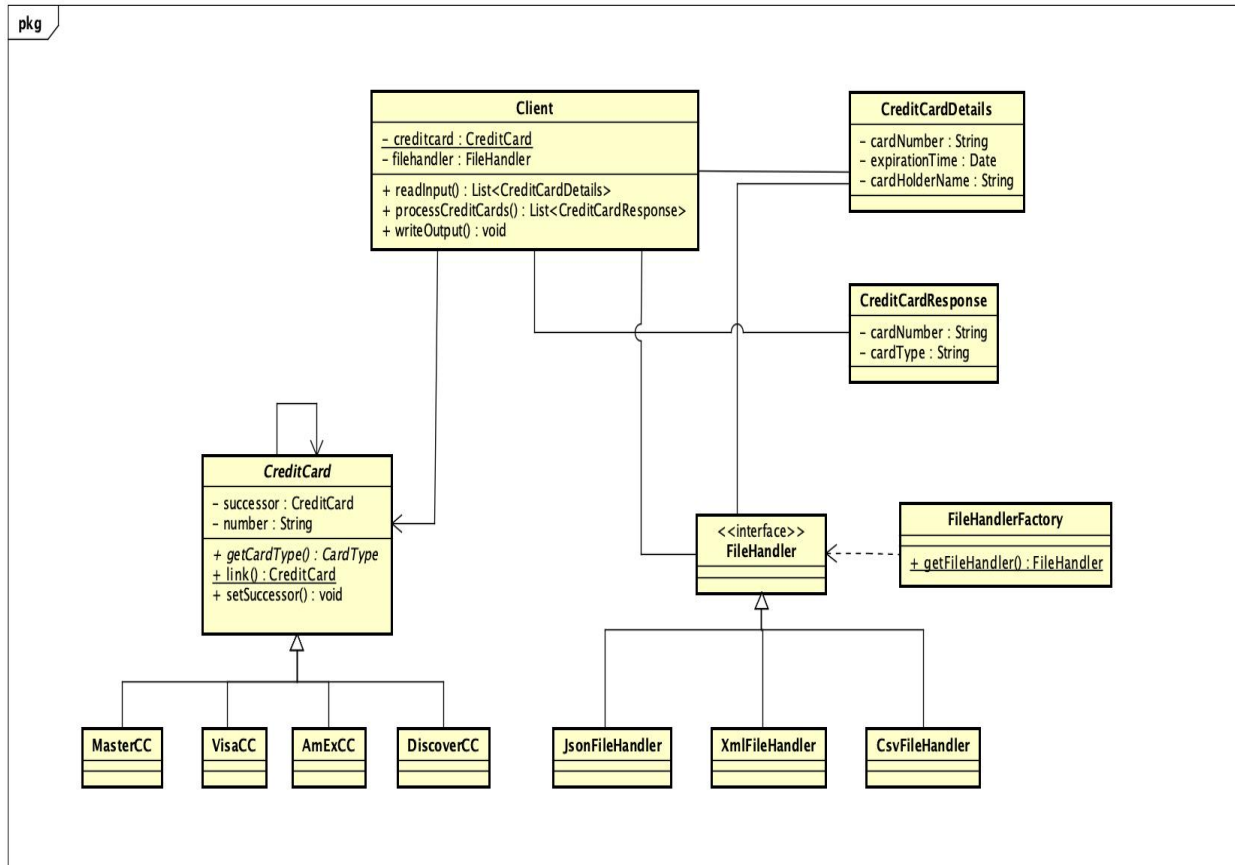 pkg
Client
- creditcard : CreditCard
- filehandler : FileHandler
+ readInput() : List<CreditCardDetails>
+ processCreditCards() : List<CreditCardResponse>
+ writeOutput() : void
CreditCardDetails
- cardNumber : String
- expirationTime : Date
- cardHolderName : String
CreditCardResponse
- cardNumber : String
- cardType : String
CreditCard
- successor : CreditCard
- number : String
+ getCardType() : CardType
+ link() : CreditCard
+ setSuccessor() : void
<<interface>>
FileHandler
FileHandlerFactory
+ getFileHandler() : FileHandler
MasterCC
VisaCC
AmExCC
DiscoverCC
JsonFileHandler
XmlFileHandler
CsvFileHandler